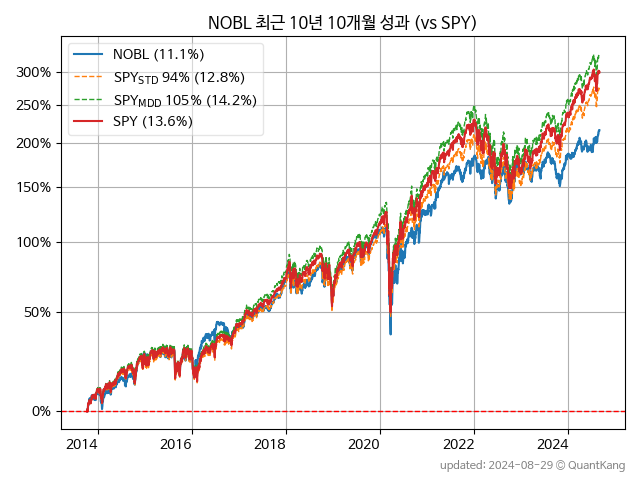 NOBL 최근 10년 10개월 성과 (vs SPY)
NOBL (11.1%)
SPY_STD 94% (12.8%)
SPY_MDD 105% (14.2%)
SPY (13.6%)
300%
250%
200%
150%
100%
50%
0%
2014 2016 2018 2020 2022 2024
updated: 2024-08-29 © QuantKang